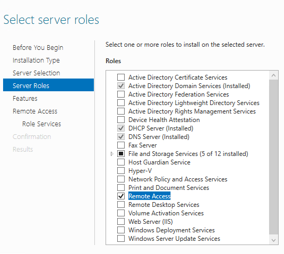 Select server roles
Before You Begin
Installation Type
Server Selection
Server Roles
Features
Remote Access
Role Services
Confirmation
Results
Select one or more roles to install on the selected server.
Roles
Active Directory Certificate Services
Active Directory Domain Services (Installed)
Active Directory Federation Services
Active Directory Lightweight Directory Services
Active Directory Rights Management Services
Device Health Attestation
DHCP Server (Installed)
DNS Server (Installed)
Fax Server
File and Storage Services (5 of 12 installed)
Host Guardian Service
Hyper-V
Network Policy and Access Services
Print and Document Services
Remote Access
Remote Desktop Services
Volume Activation Services
Web Server (IIS)
Windows Deployment Services
Windows Server Update Services